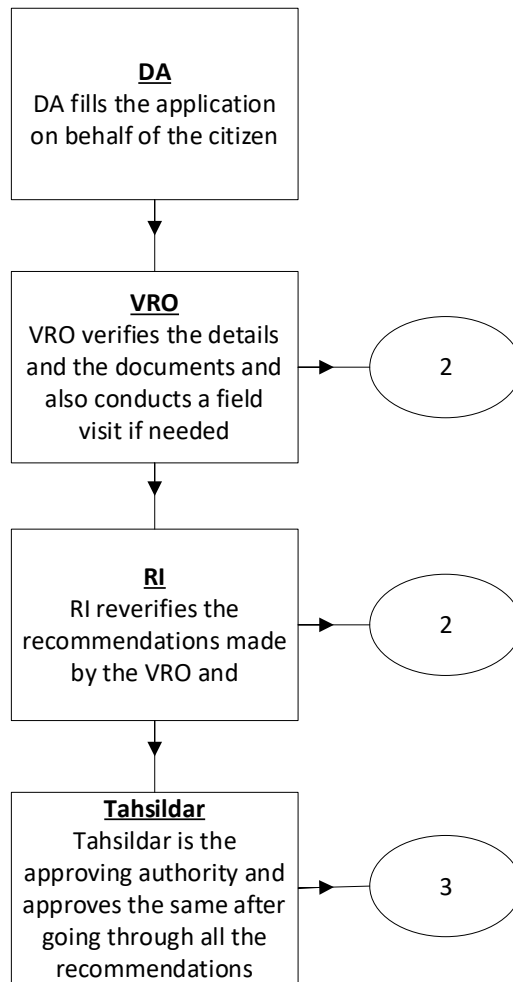 DA
DA fills the application
on behalf of the citizen
VRO
VRO verifies the details
and the documents and
also conducts a field
visit if needed
2
RI
RI reverifies the
recommendations made
by the VRO and
2
Tahsildar
Tahsildar is the
approving authority and
approves the same after
going through all the
recommendations
3